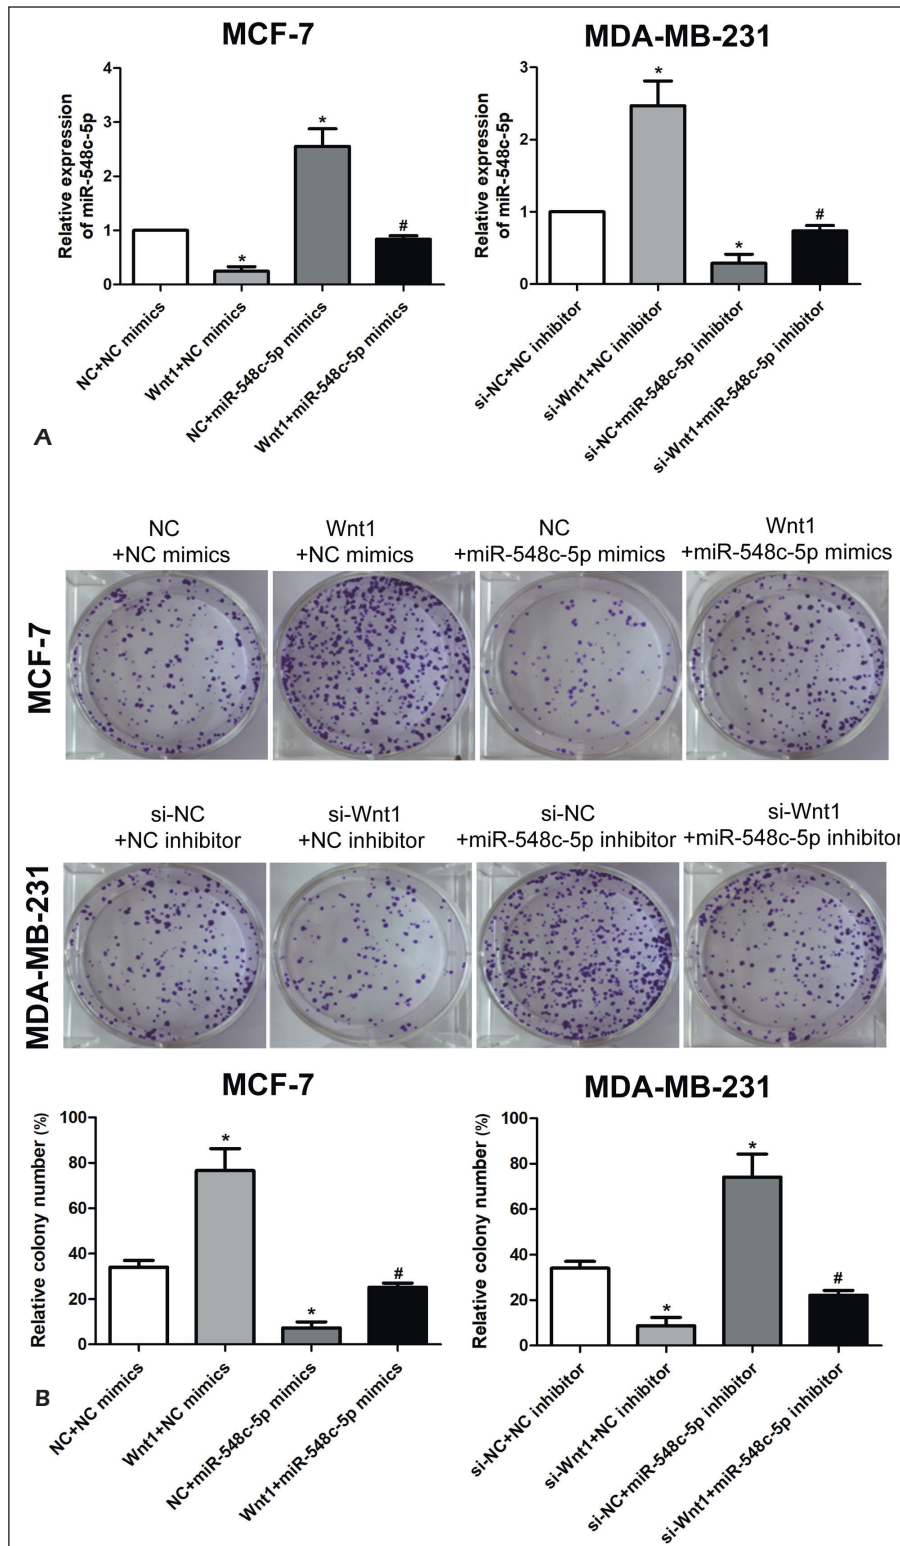 MCF-7
MDA-MB-231
Relative expression
of miR-548c-5p
4
3
2
1
0
*
*
#
NC+NC mimics
Wnt1+NC mimics
NC+miR-548c-5p mimics
Wnt1+miR-548c-5p mimics
Relative expression
of miR-548c-5p
3
2
1
0
*
*
#
si-NC+NC inhibitor
si-Wnt1+NC inhibitor
si-NC+miR-548c-5p inhibitor
si-Wnt1+miR-548c-5p inhibitor
A
MCF-7
NC
+NC mimics
Wnt1
+NC mimics
NC
+miR-548c-5p mimics
Wnt1
+miR-548c-5p mimics
MDA-MB-231
si-NC
+NC inhibitor
si-Wnt1
+NC inhibitor
si-NC
+miR-548c-5p inhibitor
si-Wnt1
+miR-548c-5p inhibitor
MCF-7
MDA-MB-231
Relative colony number (%)
100
80
60
40
20
0
*
*
#
NC+NC mimics
Wnt1+NC mimics
NC+miR-548c-5p mimics
Wnt1+miR-548c-5p mimics
Relative colony number (%)
100
80
60
40
20
0
*
*
#
si-NC+NC inhibitor
si-Wnt1+NC inhibitor
si-NC+miR-548c-5p inhibitor
si-Wnt1+miR-548c-5p inhibitor
B